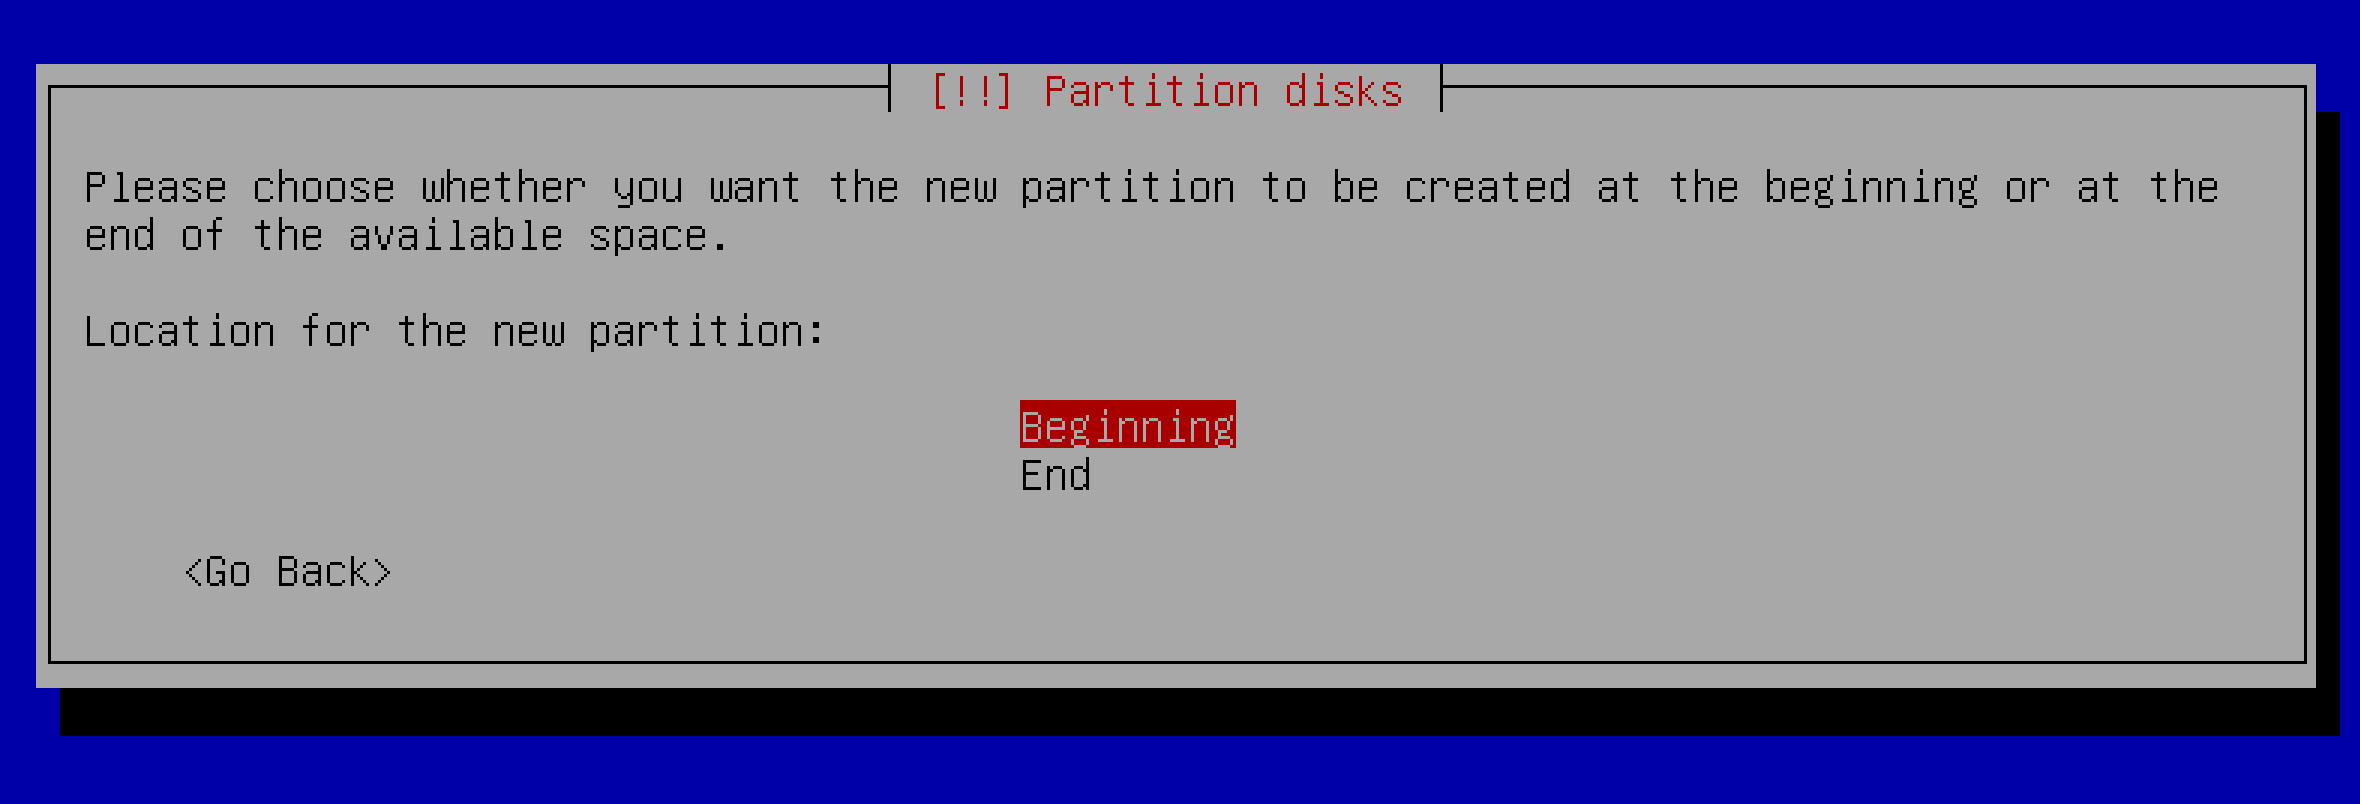 [!!] Partition disks
Please choose whether you want the new partition to be created at the beginning or at the
end of the available space.
Location for the new partition:
Beginning
End
<Go Back>